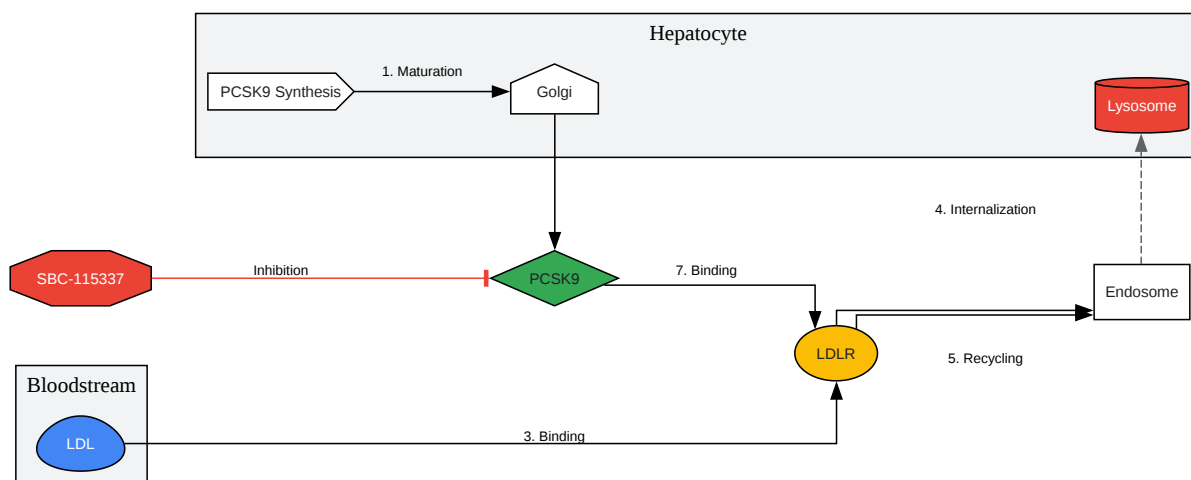 Hepatocyte
1. Maturation
PCSK9 Synthesis
Golgi
Lysosome
4. Internalization
SBC-115337
Inhibition
PCSK9
7. Binding
Endosome
LDLR
5. Recycling
Bloodstream
LDL
3. Binding